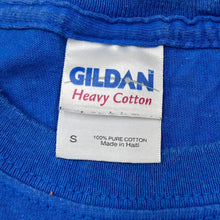 GILDAN
Heavy Cotton
S
100% PURE COTTON
Made in Haiti